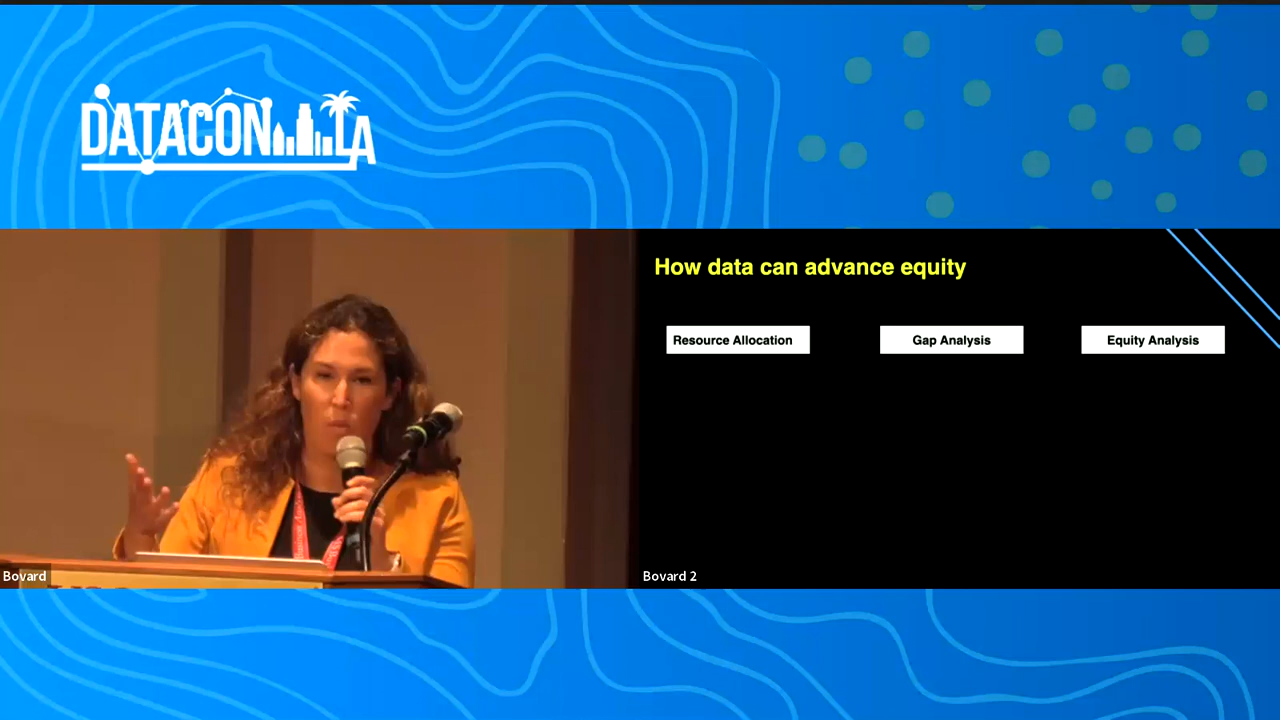 DATACON LA
How data can advance equity
Resource Allocation
Gap Analysis
Equity Analysis
Bovard
Bovard 2